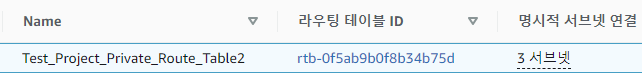 Name 라우팅 테이블 ID 명시적 서브넷 연결
Test_Project_Private_Route_Table2 rtb-0f5ab9b0f8b34b75d 3 서브넷